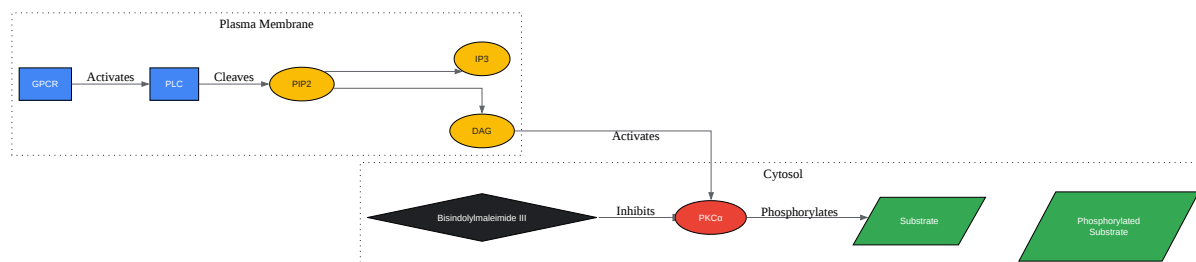 Plasma Membrane
IP3
GPCR
Activates
PLC
Cleaves
PIP2
DAG
Activates
Cytosol
Bisindolylmaleimide III
Inhibits
PKCα
Phosphorylates
Substrate
Phosphorylated
Substrate